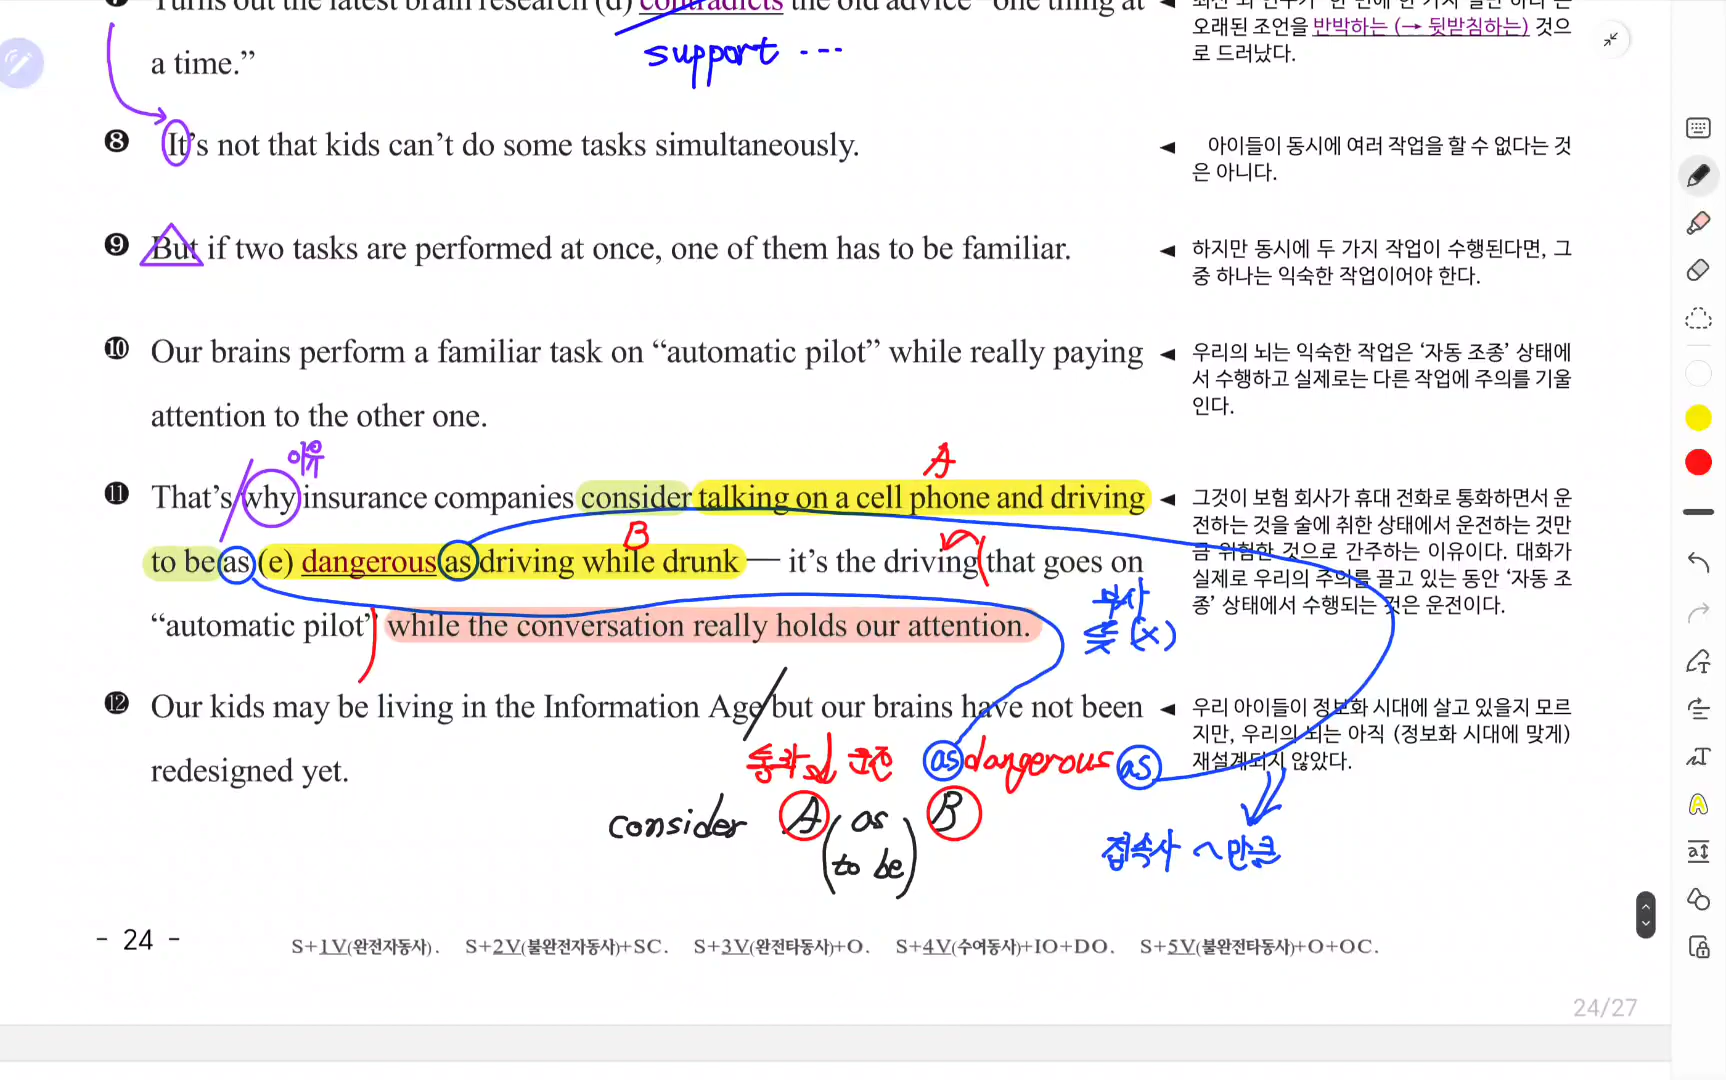 Turns out the latest brain research (d) contradicts the old advice "one thing at
a time."
support ...
오래된 조언을 반박하는 (→ 뒷받침하는) 것으
로 드러났다.
❽ It's not that kids can't do some tasks simultaneously.
◄ 아이들이 동시에 여러 작업을 할 수 없다는 것
은 아니다.
❾ But if two tasks are performed at once, one of them has to be familiar.
◄ 하지만 동시에 두 가지 작업이 수행된다면, 그
중 하나는 익숙한 작업이어야 한다.
❿ Our brains perform a familiar task on “automatic pilot” while really paying
attention to the other one.
◄ 우리의 뇌는 익숙한 작업은 ‘자동 조종’ 상태에
서 수행하고 실제로는 다른 작업에 주의를 기울
인다.
이유
A
⓫ That’s why insurance companies consider talking on a cell phone and driving
B
to be as (e) dangerous as driving while drunk — it’s the driving that goes on
“automatic pilot” while the conversation really holds our attention.
◄ 그것이 보험 회사가 휴대 전화로 통화하면서 운
전하는 것을 술에 취한 상태에서 운전하는 것만
큼 위험한 것으로 간주하는 이유이다. 대화가
실제로 우리의 주의를 끌고 있는 동안 ‘자동 조
종’ 상태에서 수행되는 것은 운전이다.
부사
뜻(x)
⓬ Our kids may be living in the Information Age but our brains have not been
redesigned yet.
◄ 우리 아이들이 정보화 시대에 살고 있을지 모르
지만, 우리의 뇌는 아직 (정보화 시대에 맞게)
재설계되지 않았다.
as dangerous as
consider A as B
(to be)
접속사 ~만큼
- 24 -
S+1V(완전자동사). S+2V(불완전자동사)+SC. S+3V(완전타동사)+O. S+4V(수여동사)+IO+DO. S+5V(불완전타동사)+O+OC.
24/27